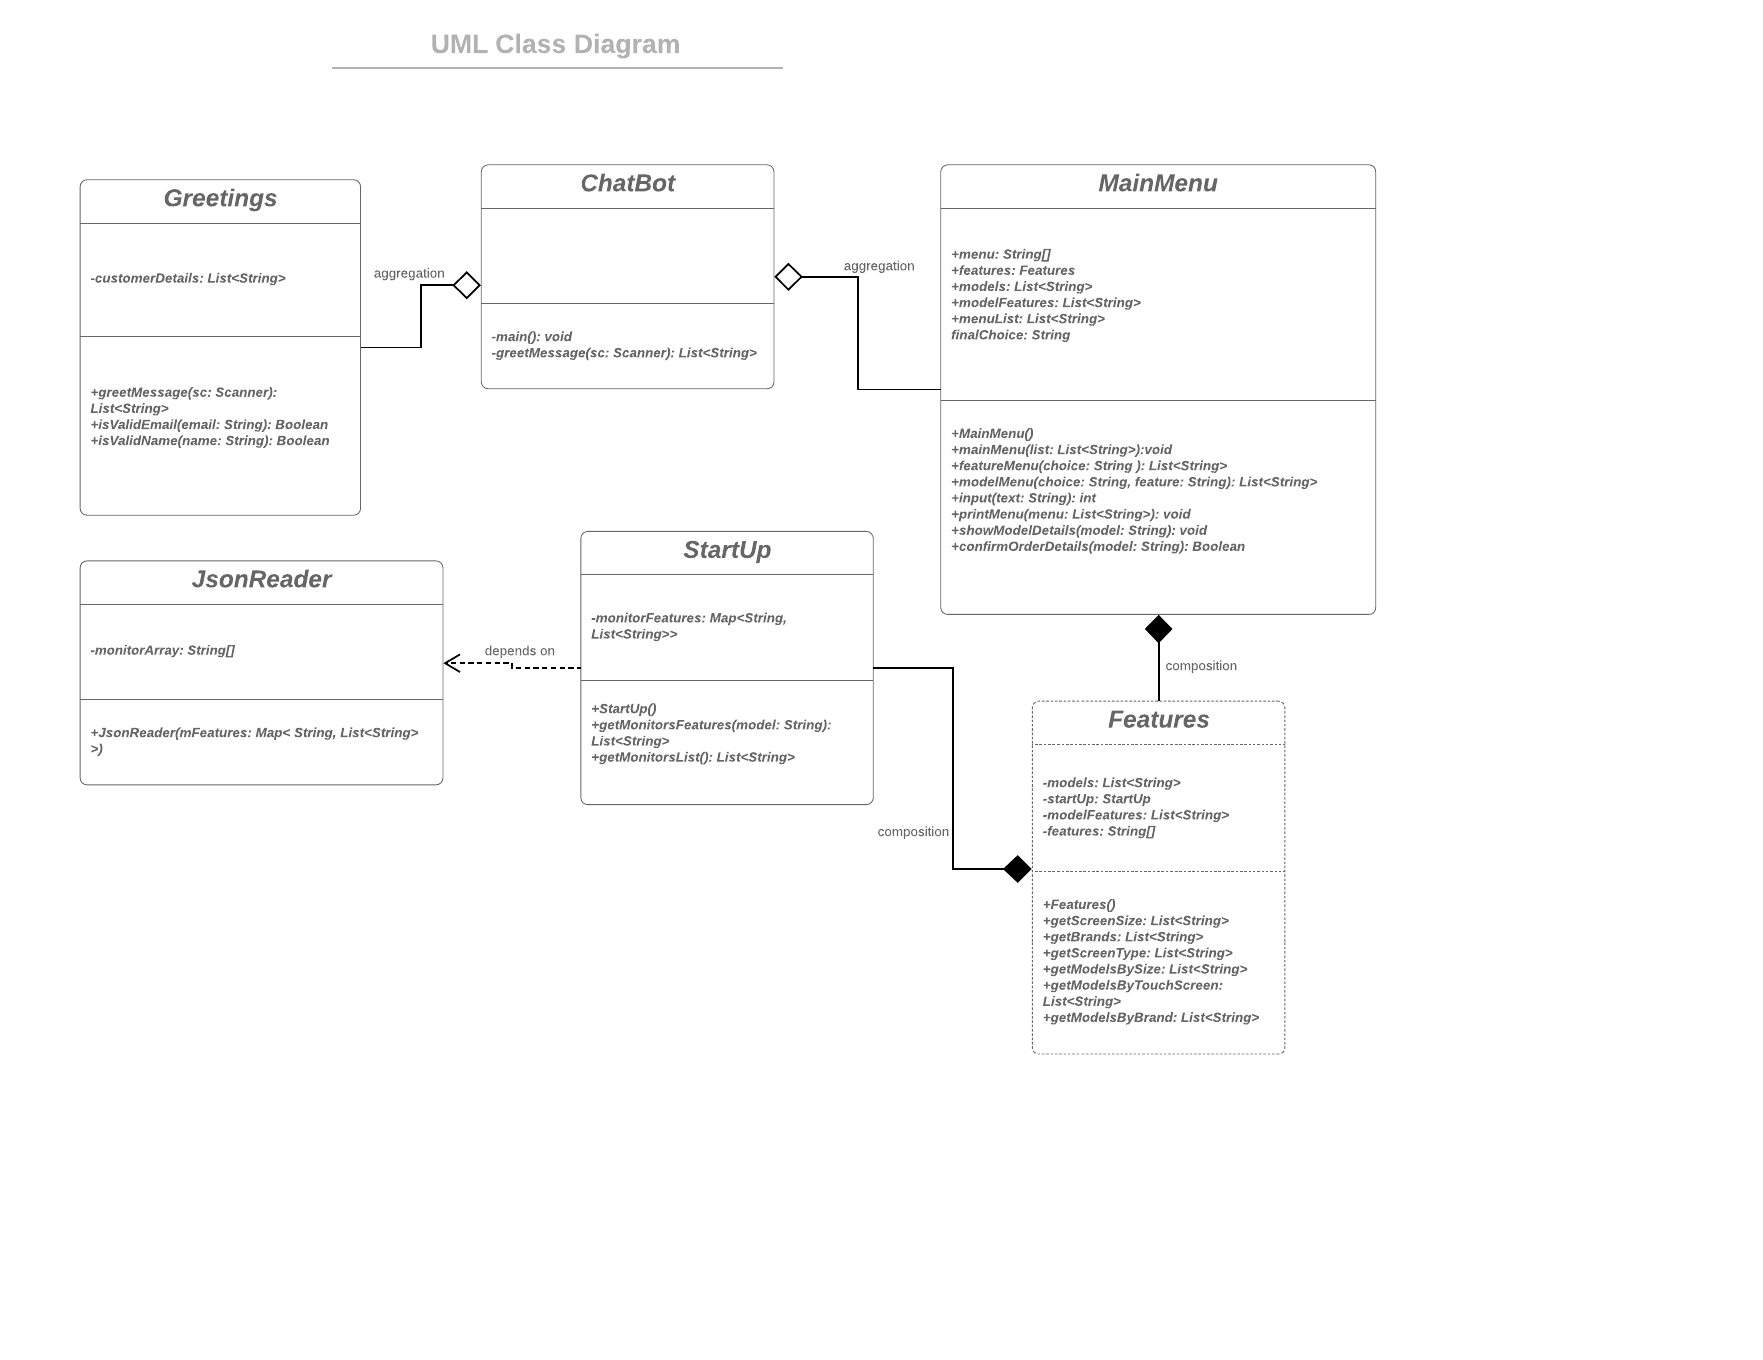 UML Class Diagram
Greetings
-customerDetails: List<String>
+greetMessage(sc: Scanner):
List<String>
+isValidEmail(email: String): Boolean
+isValidName(name: String): Boolean
aggregation
ChatBot
-main(): void
-greetMessage(sc: Scanner): List<String>
aggregation
MainMenu
+menu: String[]
+features: Features
+models: List<String>
+modelFeatures: List<String>
+menuList: List<String>
finalChoice: String
+MainMenu()
+mainMenu(list: List<String>):void
+featureMenu(choice: String ): List<String>
+modelMenu(choice: String, feature: String): List<String>
+input(text: String): int
+printMenu(menu: List<String>): void
+showModelDetails(model: String): void
+confirmOrderDetails(model: String): Boolean
JsonReader
-monitorArray: String[]
+JsonReader(mFeatures: Map< String, List<String>
>)
depends on
StartUp
-monitorFeatures: Map<String,
List<String>>
+StartUp()
+getMonitorsFeatures(model: String):
List<String>
+getMonitorsList(): List<String>
composition
composition
Features
-models: List<String>
-startUp: StartUp
-modelFeatures: List<String>
-features: String[]
+Features()
+getScreenSize: List<String>
+getBrands: List<String>
+getScreenType: List<String>
+getModelsBySize: List<String>
+getModelsByTouchScreen:
List<String>
+getModelsByBrand: List<String>